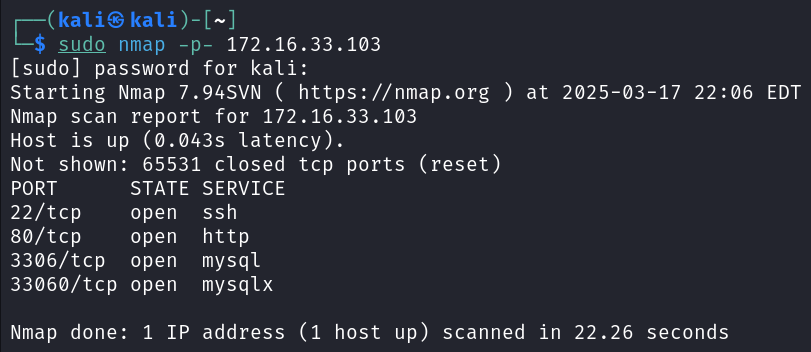 ┌──(kali㉿kali)-[~]
└─$ sudo nmap -p- 172.16.33.103
[sudo] password for kali:
Starting Nmap 7.94SVN ( https://nmap.org ) at 2025-03-17 22:06 EDT
Nmap scan report for 172.16.33.103
Host is up (0.043s latency).
Not shown: 65531 closed tcp ports (reset)
PORT      STATE SERVICE
22/tcp    open  ssh
80/tcp    open  http
3306/tcp  open  mysql
33060/tcp open  mysqlx
Nmap done: 1 IP address (1 host up) scanned in 22.26 seconds